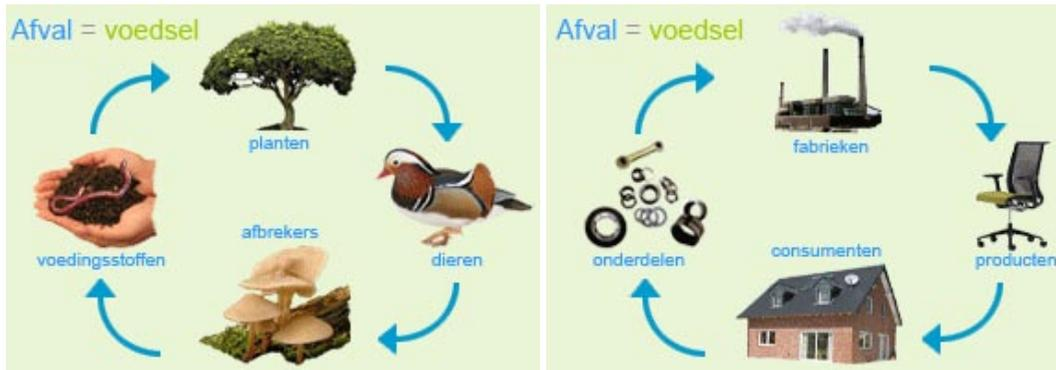 Afval = voedsel
planten
afbrekers
voedingsstoffen
dieren
Afval = voedsel
fabrieken
consumenten
onderdelen
producten